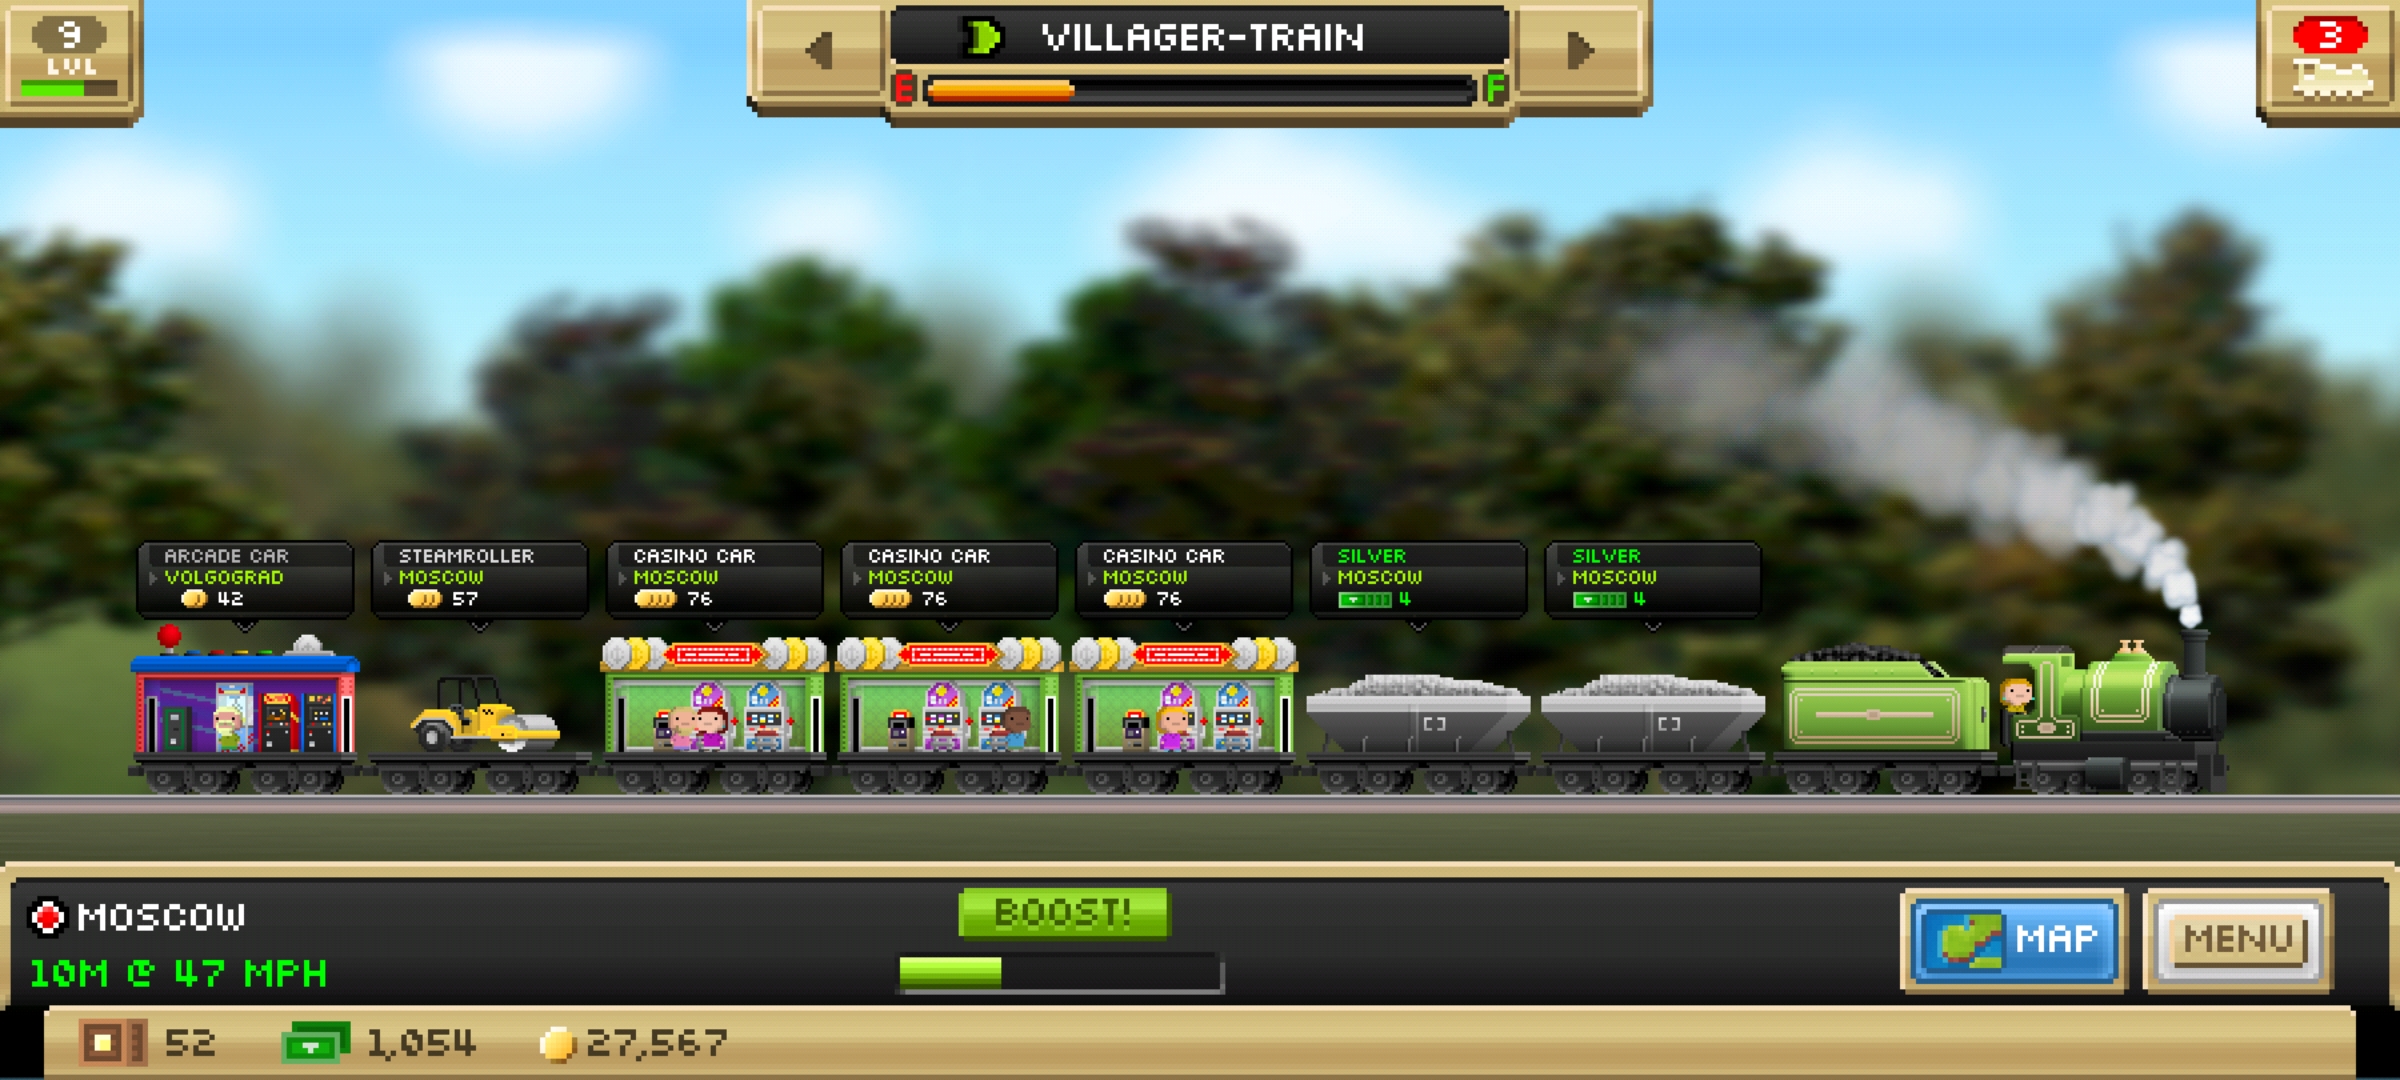 9
LVL
VILLAGER-TRAIN
E F
3
ARCADE CAR
VOLGOGRAD
42
STEAMROLLER
MOSCOW
57
CASINO CAR
MOSCOW
76
CASINO CAR
MOSCOW
76
CASINO CAR
MOSCOW
76
SILVER
MOSCOW
4
SILVER
MOSCOW
4
MOSCOW
10M @ 47 MPH
BOOST!
MAP
MENU
52
1,054
27,567